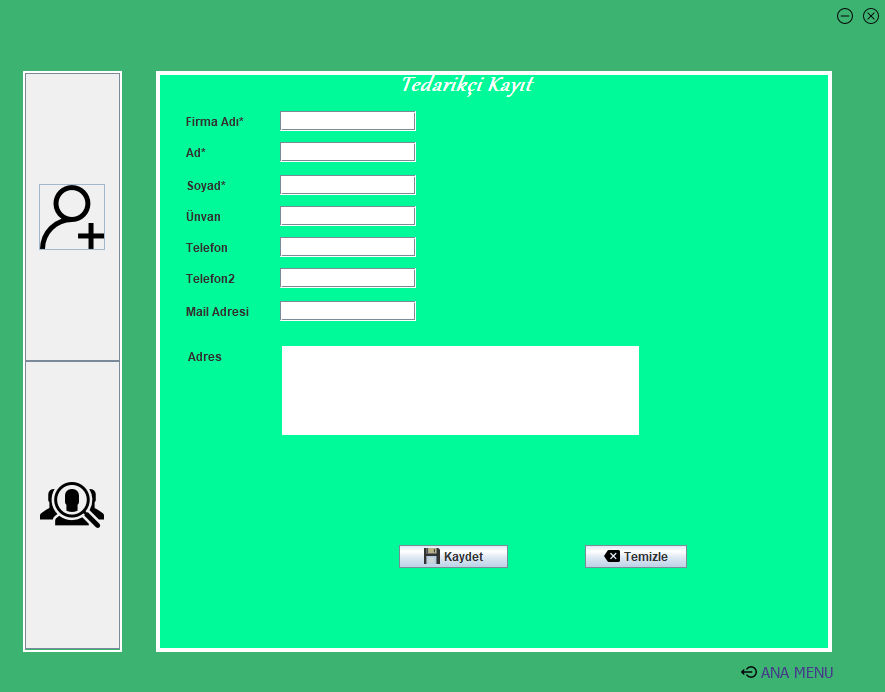 Tedarikçi Kayıt
Firma Adı*
Ad*
Soyad*
Ünvan
Telefon
Telefon2
Mail Adresi
Adres
Kaydet
Temizle
ANA MENU